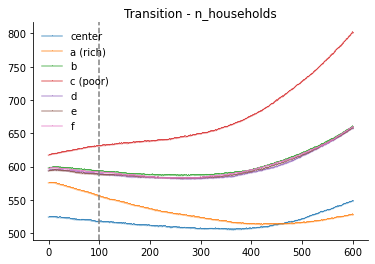 Transition - n_households
800
750
700
650
600
550
500
center
a (rich)
b
c (poor)
d
e
f
0 100 200 300 400 500 600